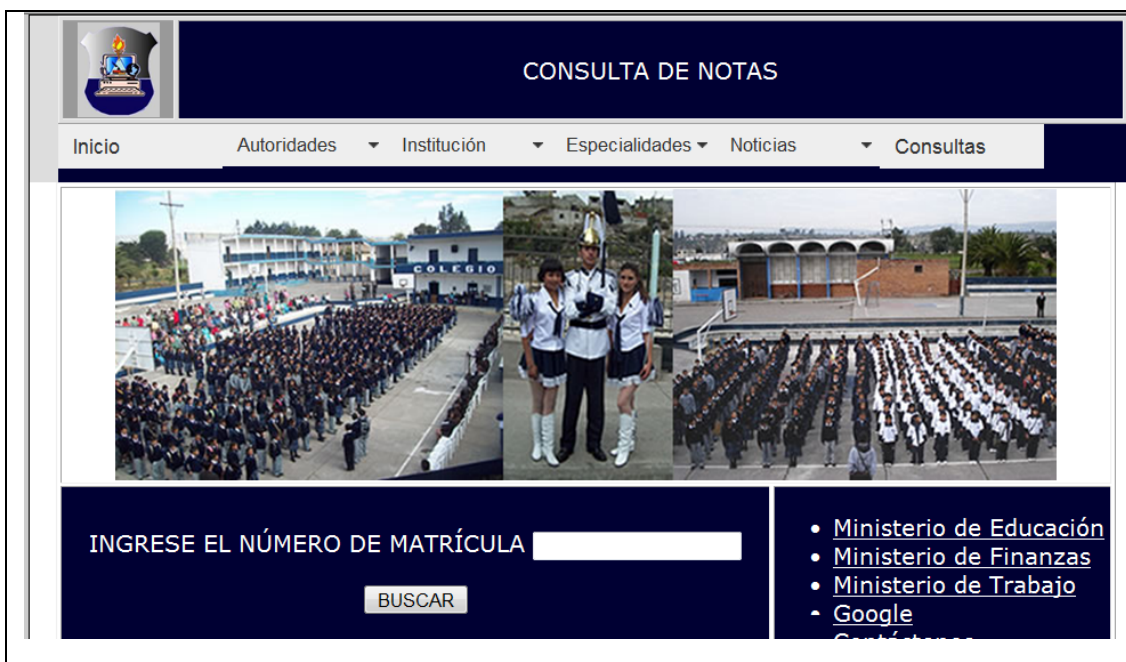 CONSULTA DE NOTAS
Inicio Autoridades Institución Especialidades Noticias Consultas
COLEGIO
INGRESE EL NÚMERO DE MATRÍCULA
BUSCAR
Ministerio de Educación
Ministerio de Finanzas
Ministerio de Trabajo
Google